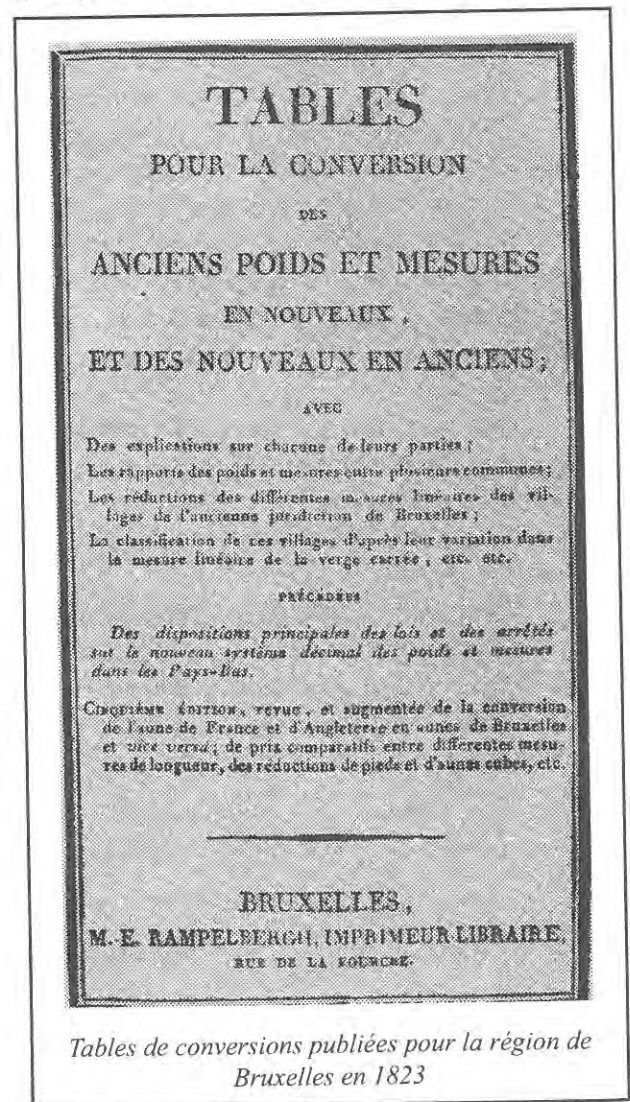 TABLES
POUR LA CONVERSION
DES
ANCIENS POIDS ET MESURES
EN NOUVEAUX,
ET DES NOUVEAUX EN ANCIENS;
AVEC
Des explications sur chacune de leurs parties;
Les rapports des poids et mesures entre plusieurs communes;
Les réductions des différentes mesures linéaires des vil-
lages de l'ancienne juridiction de Bruxelles;
La classification de ces villages d'après leur variation dans
la mesure linéaire de la verge carrée, etc. etc.
PRÉCÉDÉES
Des dispositions principales des lois et des arrêtés
sur le nouveau système décimal des poids et mesures
dans les Pays-Bas.
CINQUIÈME ÉDITION, revue, et augmentée de la conversion
de l'aune de France et d'Angleterre en aunes de Bruxelles
et vice versa; de prix comparatifs entre différentes mesu-
res de longueur, des réductions de pieds et d'aunes cubes, etc.
BRUXELLES,
M.-E. RAMPELBERGH, IMPRIMEUR LIBRAIRE,
RUE DE LA FOURCHE.
Tables de conversions publiées pour la région de
Bruxelles en 1823